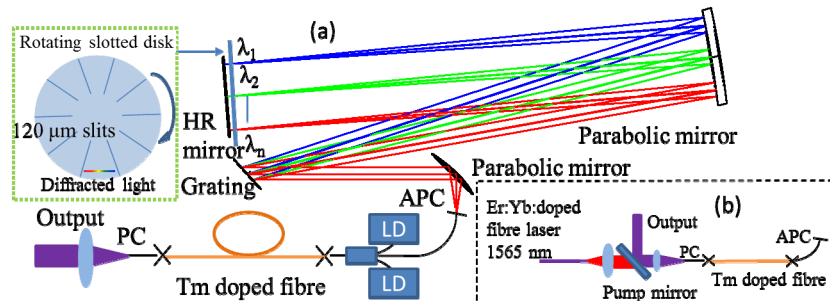 Rotating slotted disk
120 µm slits
Diffracted light
λ1
λ2
HR
mirror
λn
Grating
(a)
Parabolic mirror
Parabolic mirror
APC
Output
PC
LD
LD
Tm doped fibre
Er:Yb:doped
fibre laser
1565 nm
Output
(b)
PC
APC
Tm doped fibre
Pump mirror